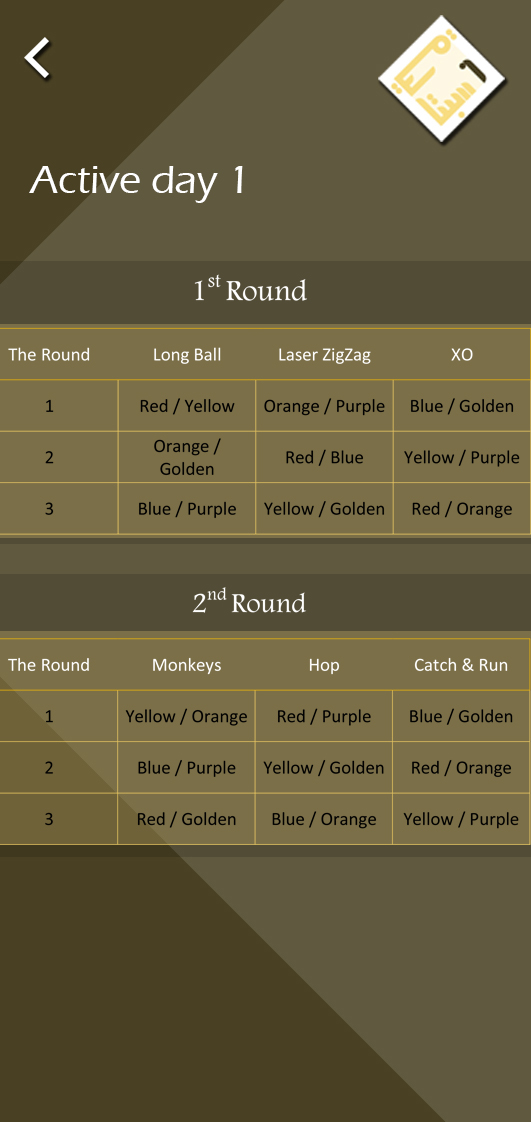 Active day 1
1st Round
The Round Long Ball Laser ZigZag XO
1 Red / Yellow Orange / Purple Blue / Golden
2 Orange / Golden Red / Blue Yellow / Purple
3 Blue / Purple Yellow / Golden Red / Orange
2nd Round
The Round Monkeys Hop Catch & Run
1 Yellow / Orange Red / Purple Blue / Golden
2 Blue / Purple Yellow / Golden Red / Orange
3 Red / Golden Blue / Orange Yellow / Purple